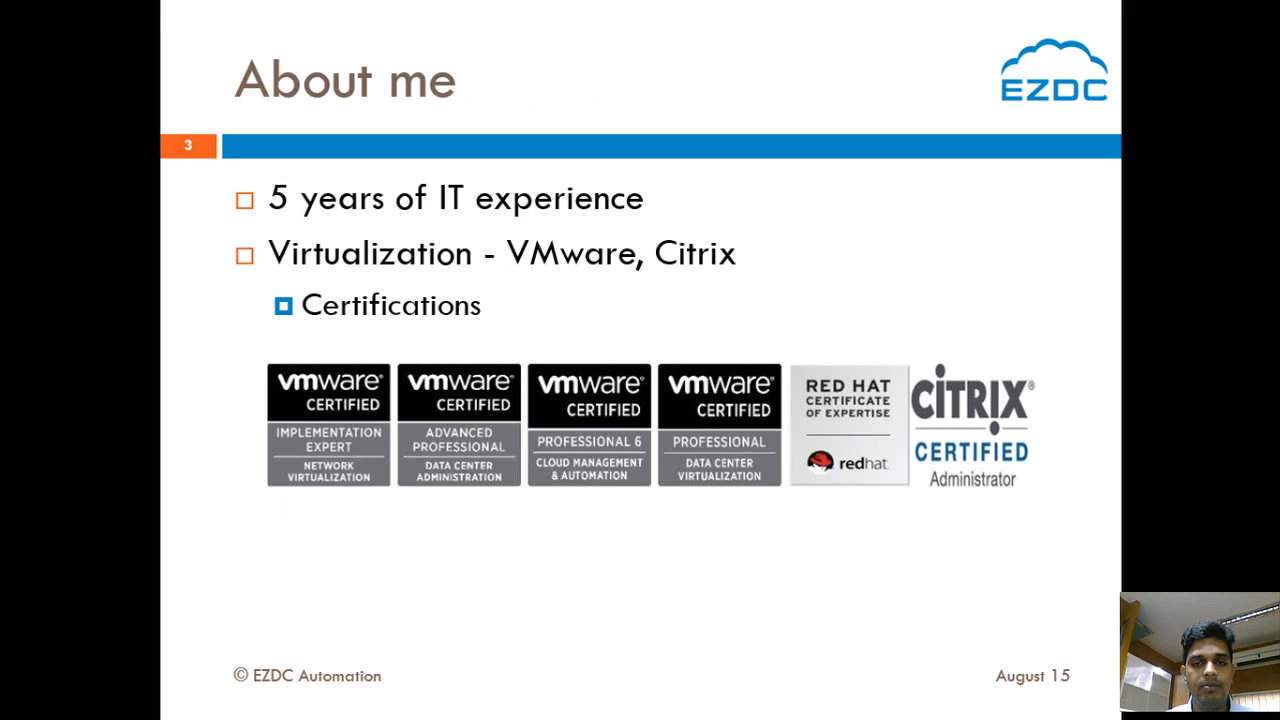 About me
EZDC
3
5 years of IT experience
Virtualization - VMware, Citrix
Certifications
vmware®
CERTIFIED
IMPLEMENTATION
EXPERT
NETWORK
VIRTUALIZATION
vmware®
CERTIFIED
ADVANCED
PROFESSIONAL
DATA CENTER
ADMINISTRATION
vmware®
CERTIFIED
PROFESSIONAL 6
CLOUD MANAGEMENT
& AUTOMATION
vmware®
CERTIFIED
PROFESSIONAL
DATA CENTER
VIRTUALIZATION
RED HAT
CERTIFICATE
OF EXPERTISE
redhat.
CiTRIX®
CERTIFIED
Administrator
© EZDC Automation
August 15